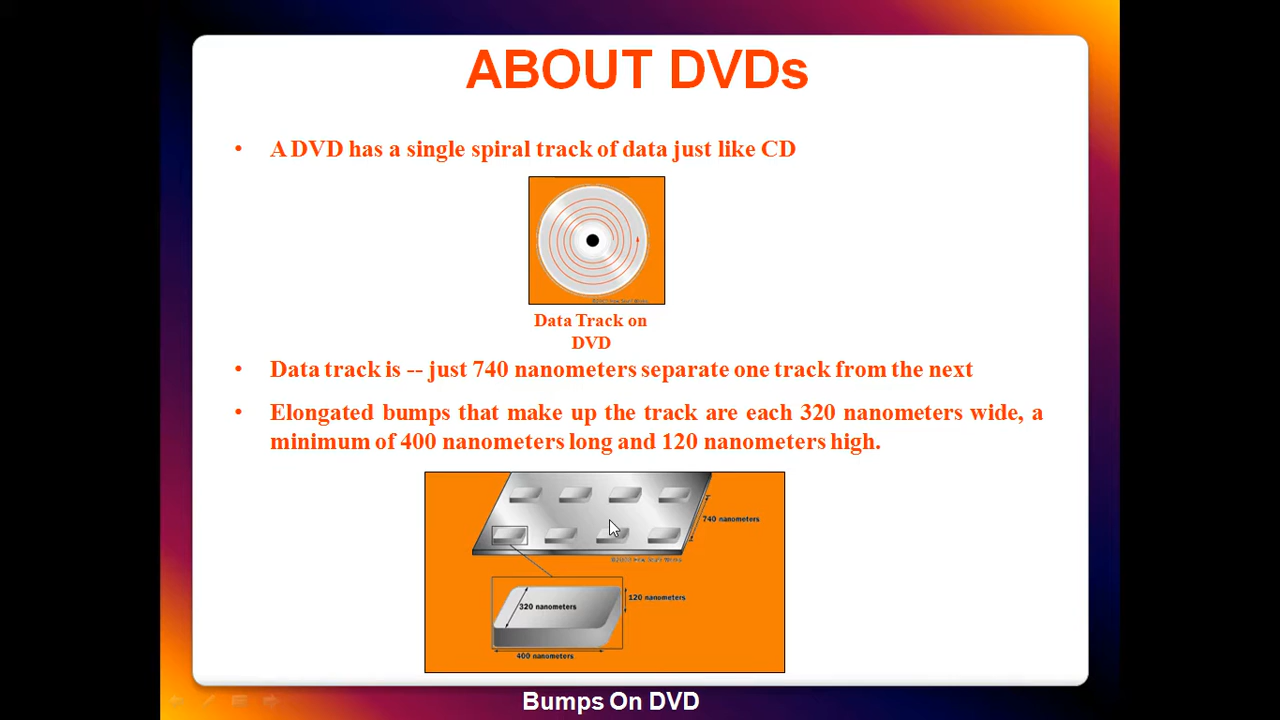 ABOUT DVDs
• A DVD has a single spiral track of data just like CD
Data Track on
DVD
• Data track is -- just 740 nanometers separate one track from the next
• Elongated bumps that make up the track are each 320 nanometers wide, a
minimum of 400 nanometers long and 120 nanometers high.
740 nanometers
120 nanometers
320 nanometers
400 nanometers
Bumps On DVD